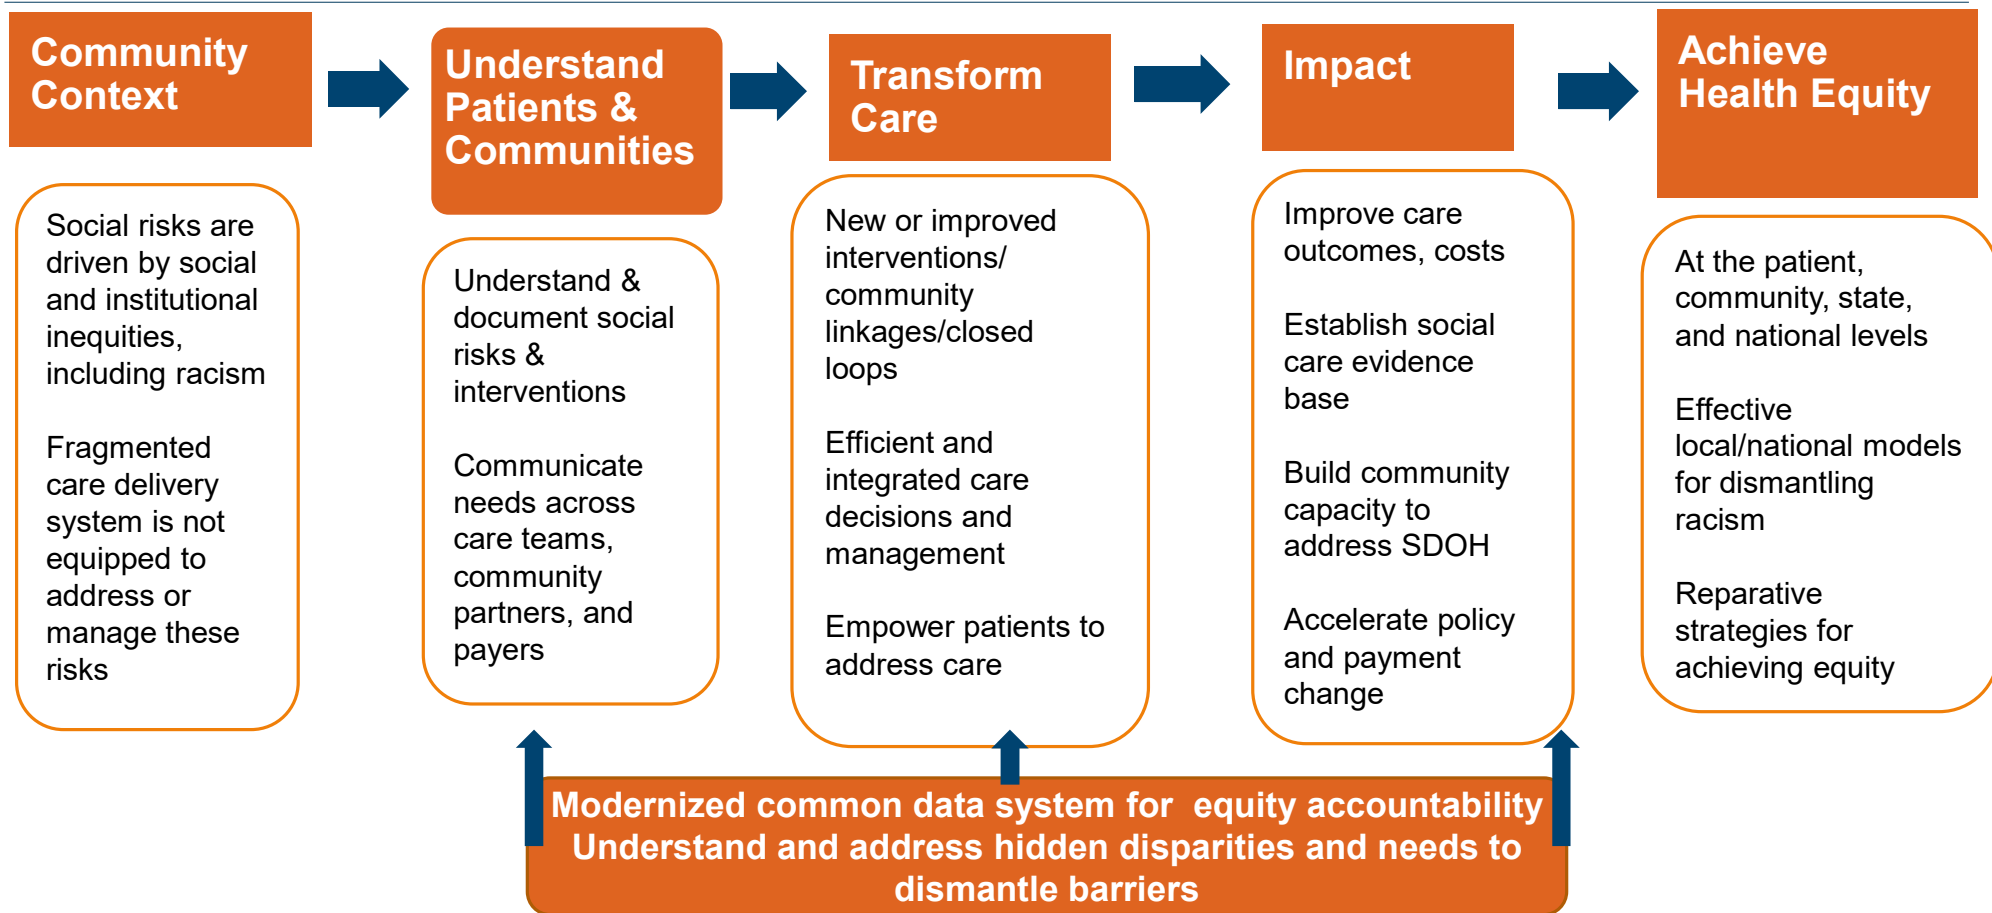 Community
Context
Understand
Patients &
Communities
Transform
Care
Impact
Achieve
Health Equity
Social risks are
driven by social
and institutional
inequities,
including racism
Fragmented
care delivery
system is not
equipped to
address or
manage these
risks
Understand &
document social
risks &
interventions
Communicate
needs across
care teams,
community
partners, and
payers
New or improved
interventions/
community
linkages/closed
loops
Efficient and
integrated care
decisions and
management
Empower patients to
address care
Improve care
outcomes, costs
Establish social
care evidence
base
Build community
capacity to
address SDOH
Accelerate policy
and payment
change
At the patient,
community, state,
and national levels
Effective
local/national models
for dismantling
racism
Reparative
strategies for
achieving equity
Modernized common data system for  equity accountability
Understand and address hidden disparities and needs to
dismantle barriers